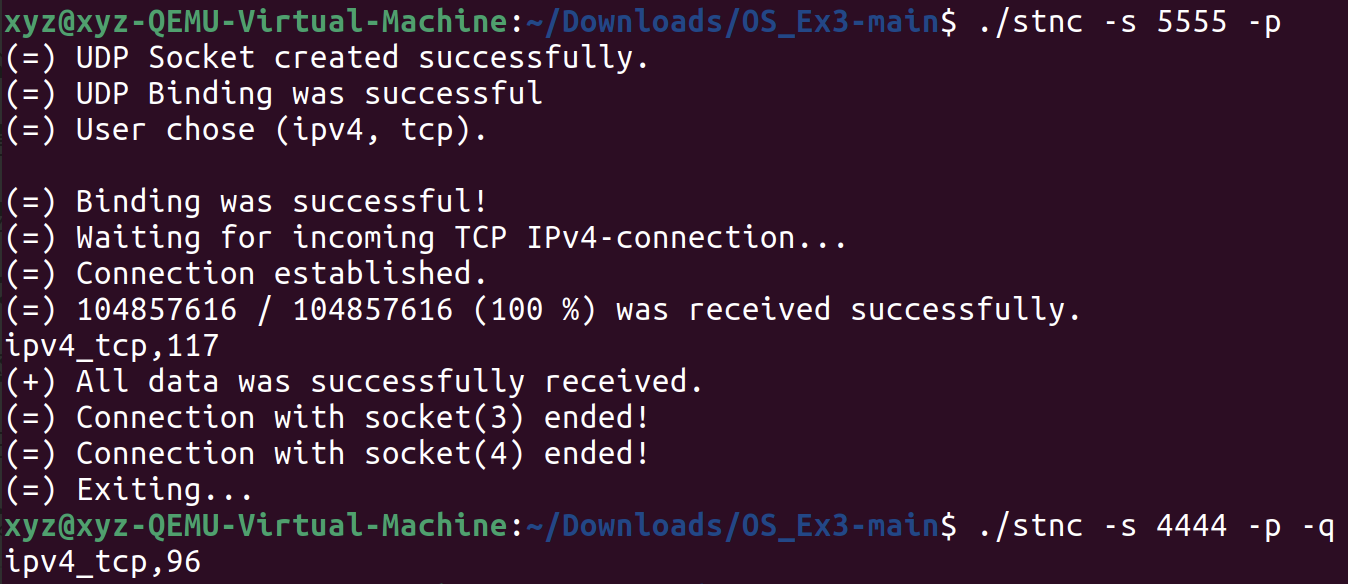 xyz@xyz-QEMU-Virtual-Machine:~/Downloads/OS_Ex3-main$ ./stnc -s 5555 -p
(=) UDP Socket created successfully.
(=) UDP Binding was successful
(=) User chose (ipv4, tcp).
(=) Binding was successful!
(=) Waiting for incoming TCP IPv4-connection...
(=) Connection established.
(=) 104857616 / 104857616 (100 %) was received successfully.
ipv4_tcp,117
(+) All data was successfully received.
(=) Connection with socket(3) ended!
(=) Connection with socket(4) ended!
(=) Exiting...
xyz@xyz-QEMU-Virtual-Machine:~/Downloads/OS_Ex3-main$ ./stnc -s 4444 -p -q
ipv4_tcp,96